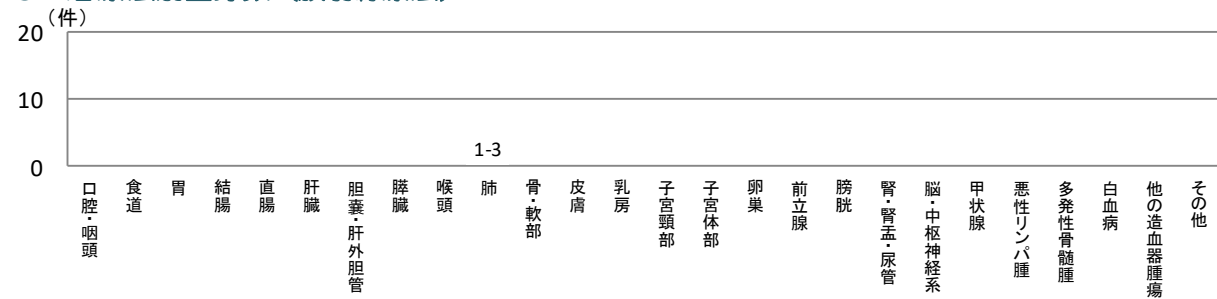 （件）
20
10
0
1-3
口腔・咽頭
食道
胃
結腸
直腸
肝臓
胆嚢・肝外胆管
膵臓
喉頭
肺
骨・軟部
皮膚
乳房
子宮頸部
子宮体部
卵巣
前立腺
膀胱
腎・腎盂・尿管
脳・中枢神経系
甲状腺
悪性リンパ腫
多発性骨髄腫
白血病
他の造血器腫瘍
その他